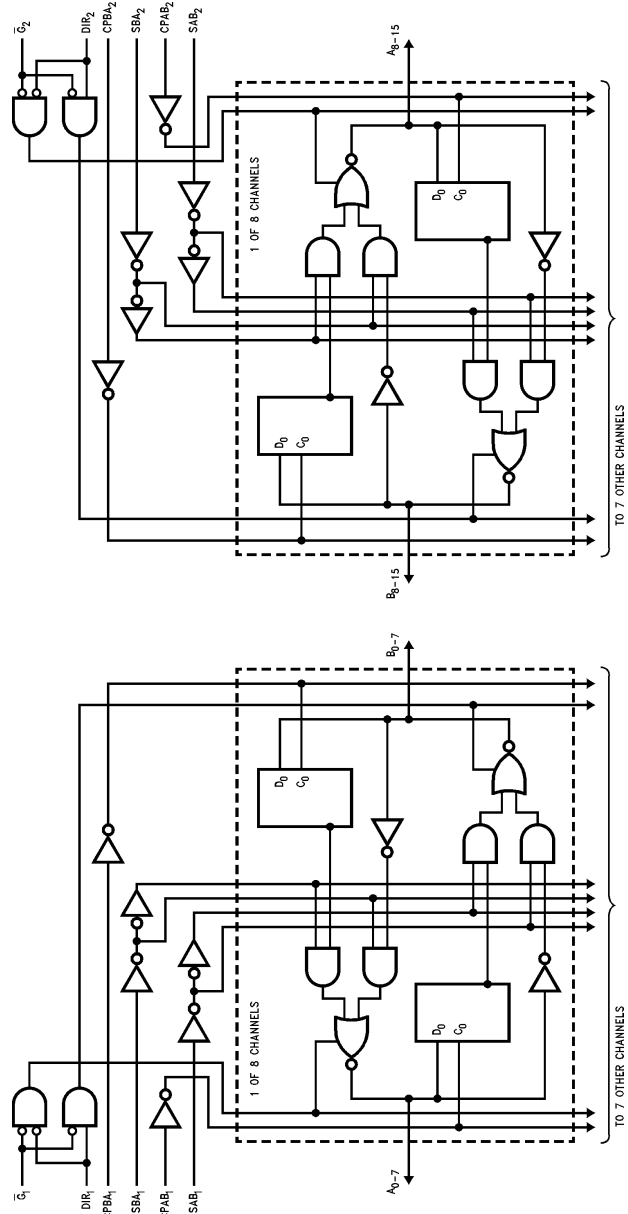 G̅₂
DIR₂
CPBA₂
SBA₂
CPAB₂
SAB₂
A₈₋₁₅
1 OF 8 CHANNELS
D₀
C₀
D₀
C₀
B₈₋₁₅
TO 7 OTHER CHANNELS
B₀₋₇
D₀
C₀
1 OF 8 CHANNELS
D₀
C₀
A₀₋₇
TO 7 OTHER CHANNELS
G̅₁
DIR₁
CPBA₁
SBA₁
CPAB₁
SAB₁